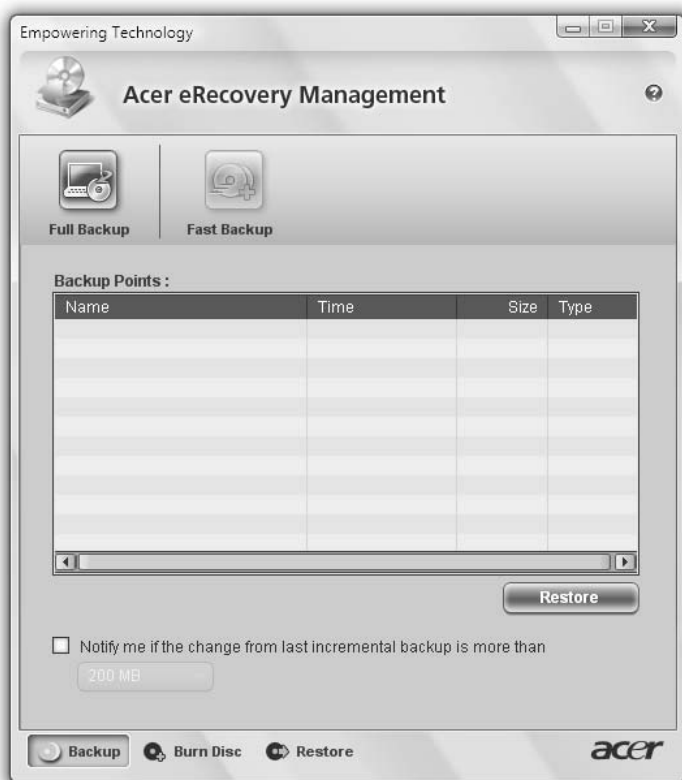 Empowering Technology
Acer eRecovery Management
Full Backup
Fast Backup
Backup Points :
Name Time Size Type
Restore
Notify me if the change from last incremental backup is more than
200 MB
Backup Burn Disc Restore acer